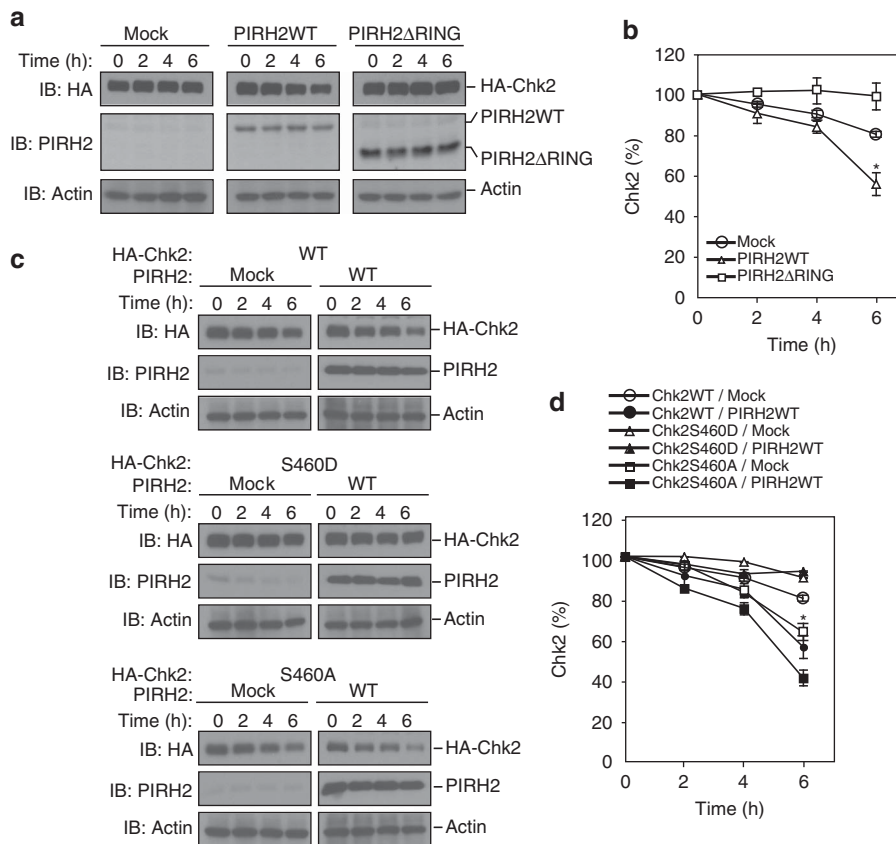 a
Mock PIRH2WT PIRH2ΔRING
Time (h): 0 2 4 6 0 2 4 6 0 2 4 6
IB: HA HA-Chk2
PIRH2WT
IB: PIRH2
PIRH2ΔRING
IB: Actin Actin
b
120
100
80
60
40
20
0
Chk2 (%)
*
Mock
PIRH2WT
PIRH2ΔRING
0 2 4 6
Time (h)
c
HA-Chk2: WT
PIRH2: Mock WT
Time (h): 0 2 4 6 0 2 4 6
IB: HA HA-Chk2
IB: PIRH2 PIRH2
IB: Actin Actin
HA-Chk2: S460D
PIRH2: Mock WT
Time (h): 0 2 4 6 0 2 4 6
IB: HA HA-Chk2
IB: PIRH2 PIRH2
IB: Actin Actin
HA-Chk2: S460A
PIRH2: Mock WT
Time (h): 0 2 4 6 0 2 4 6
IB: HA HA-Chk2
IB: PIRH2 PIRH2
IB: Actin Actin
d
Chk2WT / Mock
Chk2WT / PIRH2WT
Chk2S460D / Mock
Chk2S460D / PIRH2WT
Chk2S460A / Mock
Chk2S460A / PIRH2WT
120
100
80
60
40
20
0
Chk2 (%)
*
0 2 4 6
Time (h)